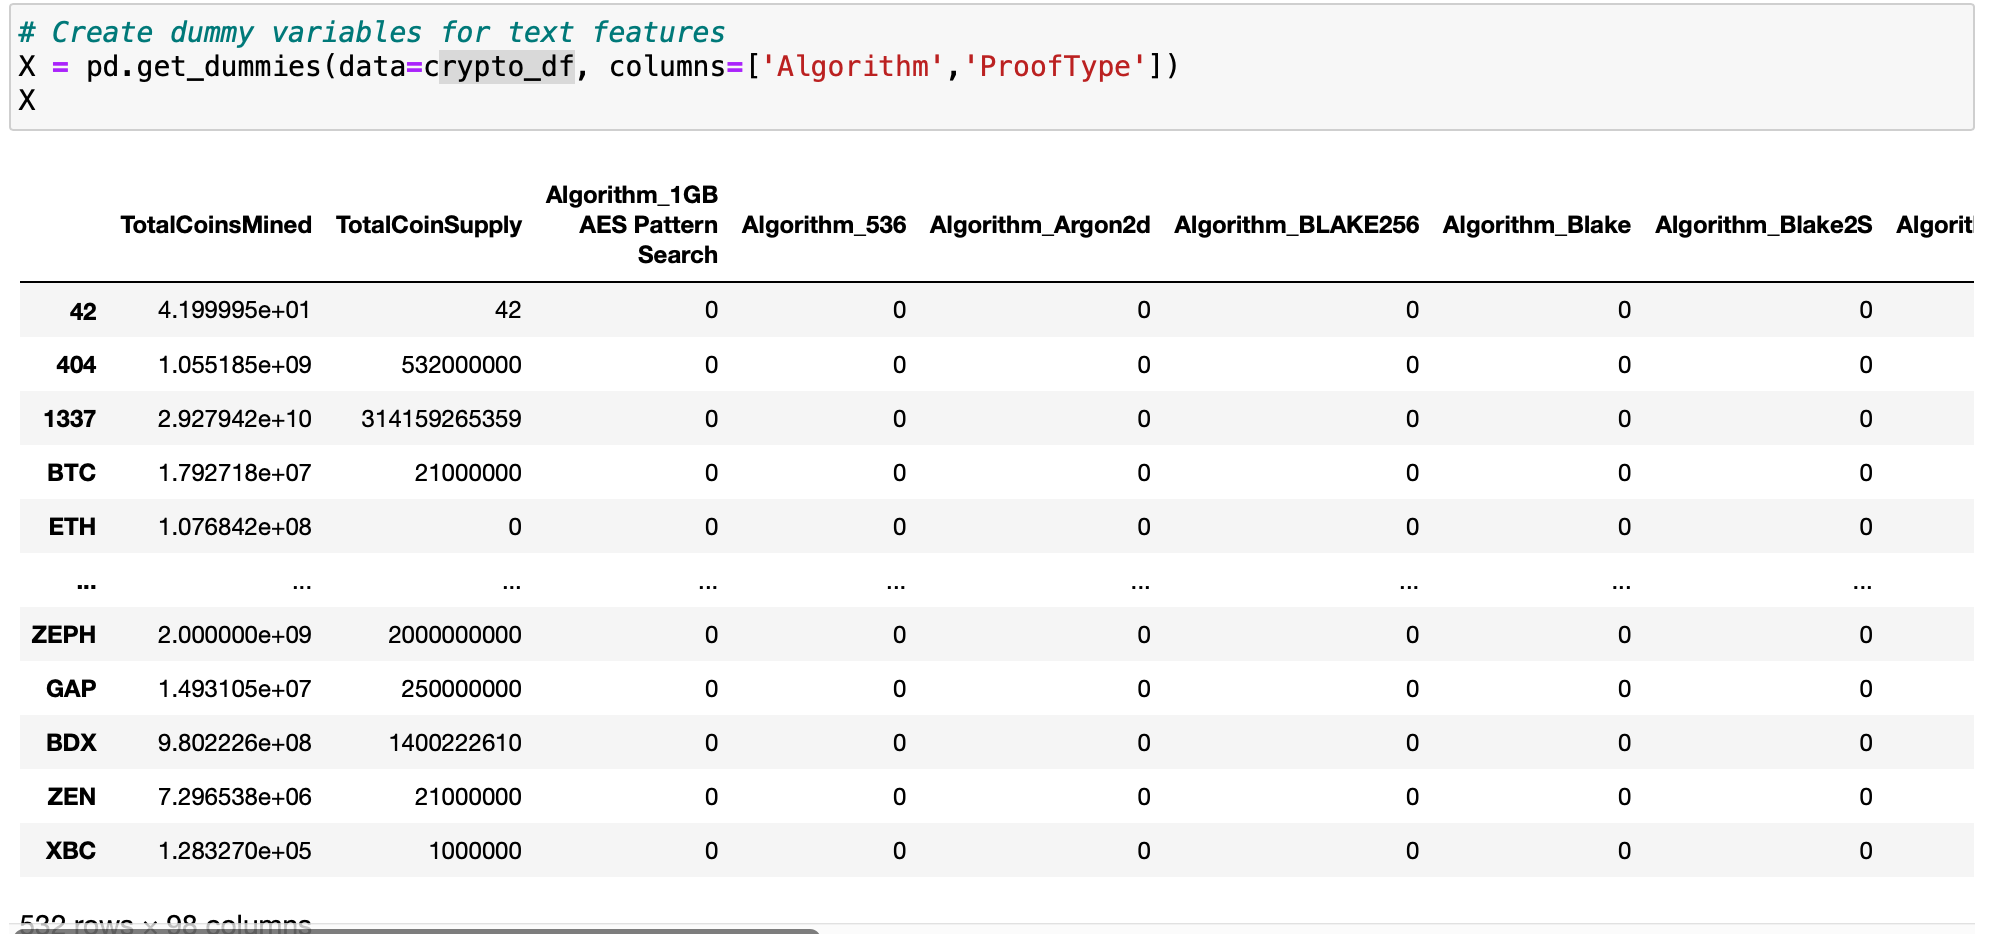 # Create dummy variables for text features
X = pd.get_dummies(data=crypto_df, columns=['Algorithm','ProofType'])
X
TotalCoinsMined TotalCoinSupply Algorithm_1GB AES Pattern Search Algorithm_536 Algorithm_Argon2d Algorithm_BLAKE256 Algorithm_Blake Algorithm_Blake2S Algorit
42 4.199995e+01 42 0 0 0 0 0 0
404 1.055185e+09 532000000 0 0 0 0 0 0
1337 2.927942e+10 314159265359 0 0 0 0 0 0
BTC 1.792718e+07 21000000 0 0 0 0 0 0
ETH 1.076842e+08 0 0 0 0 0 0 0
... ... ... ... ... ... ... ... ...
ZEPH 2.000000e+09 2000000000 0 0 0 0 0 0
GAP 1.493105e+07 250000000 0 0 0 0 0 0
BDX 9.802226e+08 1400222610 0 0 0 0 0 0
ZEN 7.296538e+06 21000000 0 0 0 0 0 0
XBC 1.283270e+05 1000000 0 0 0 0 0 0
532 rows × 98 columns